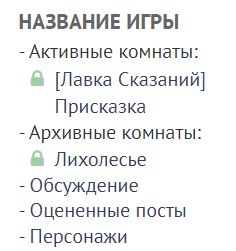 НАЗВАНИЕ ИГРЫ
- Активные комнаты:
[Лавка Сказаний]
Присказка
- Архивные комнаты:
Лихолесье
- Обсуждение
- Оцененные посты
- Персонажи